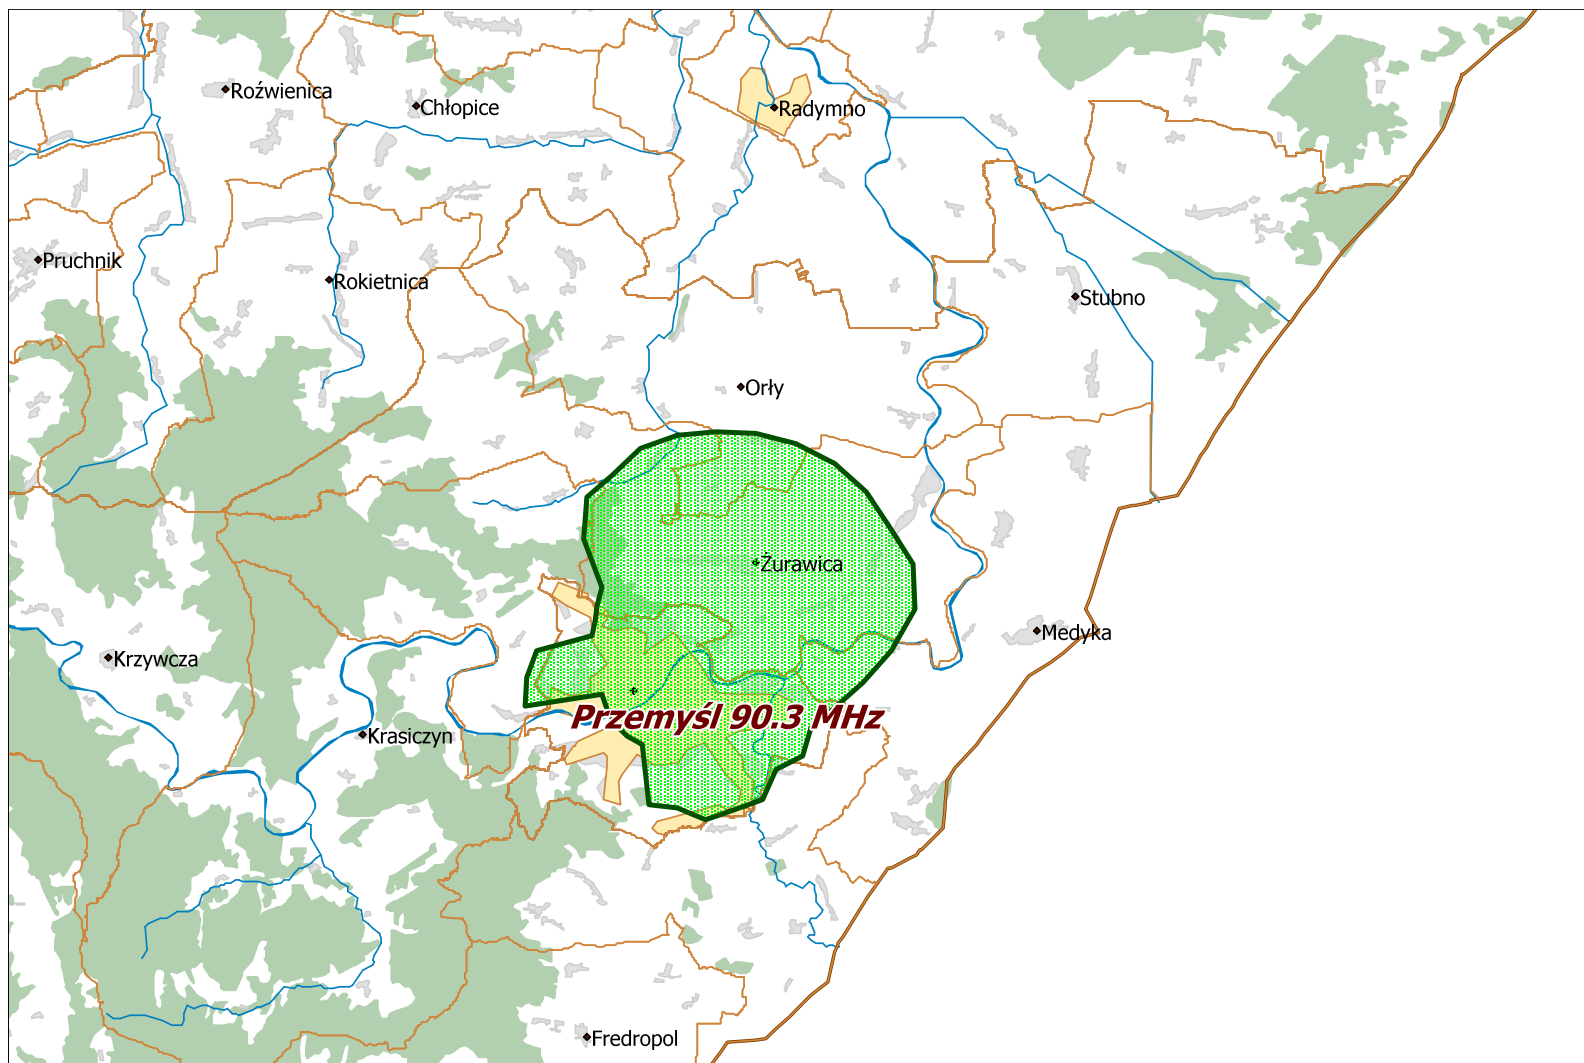 Roźwienica
Chłopice
Radymno
Pruchnik
Rokietnica
Stubno
Orły
Żurawica
Medyka
Krzywcza
Przemyśl 90.3 MHz
Krasiczyn
Fredropol